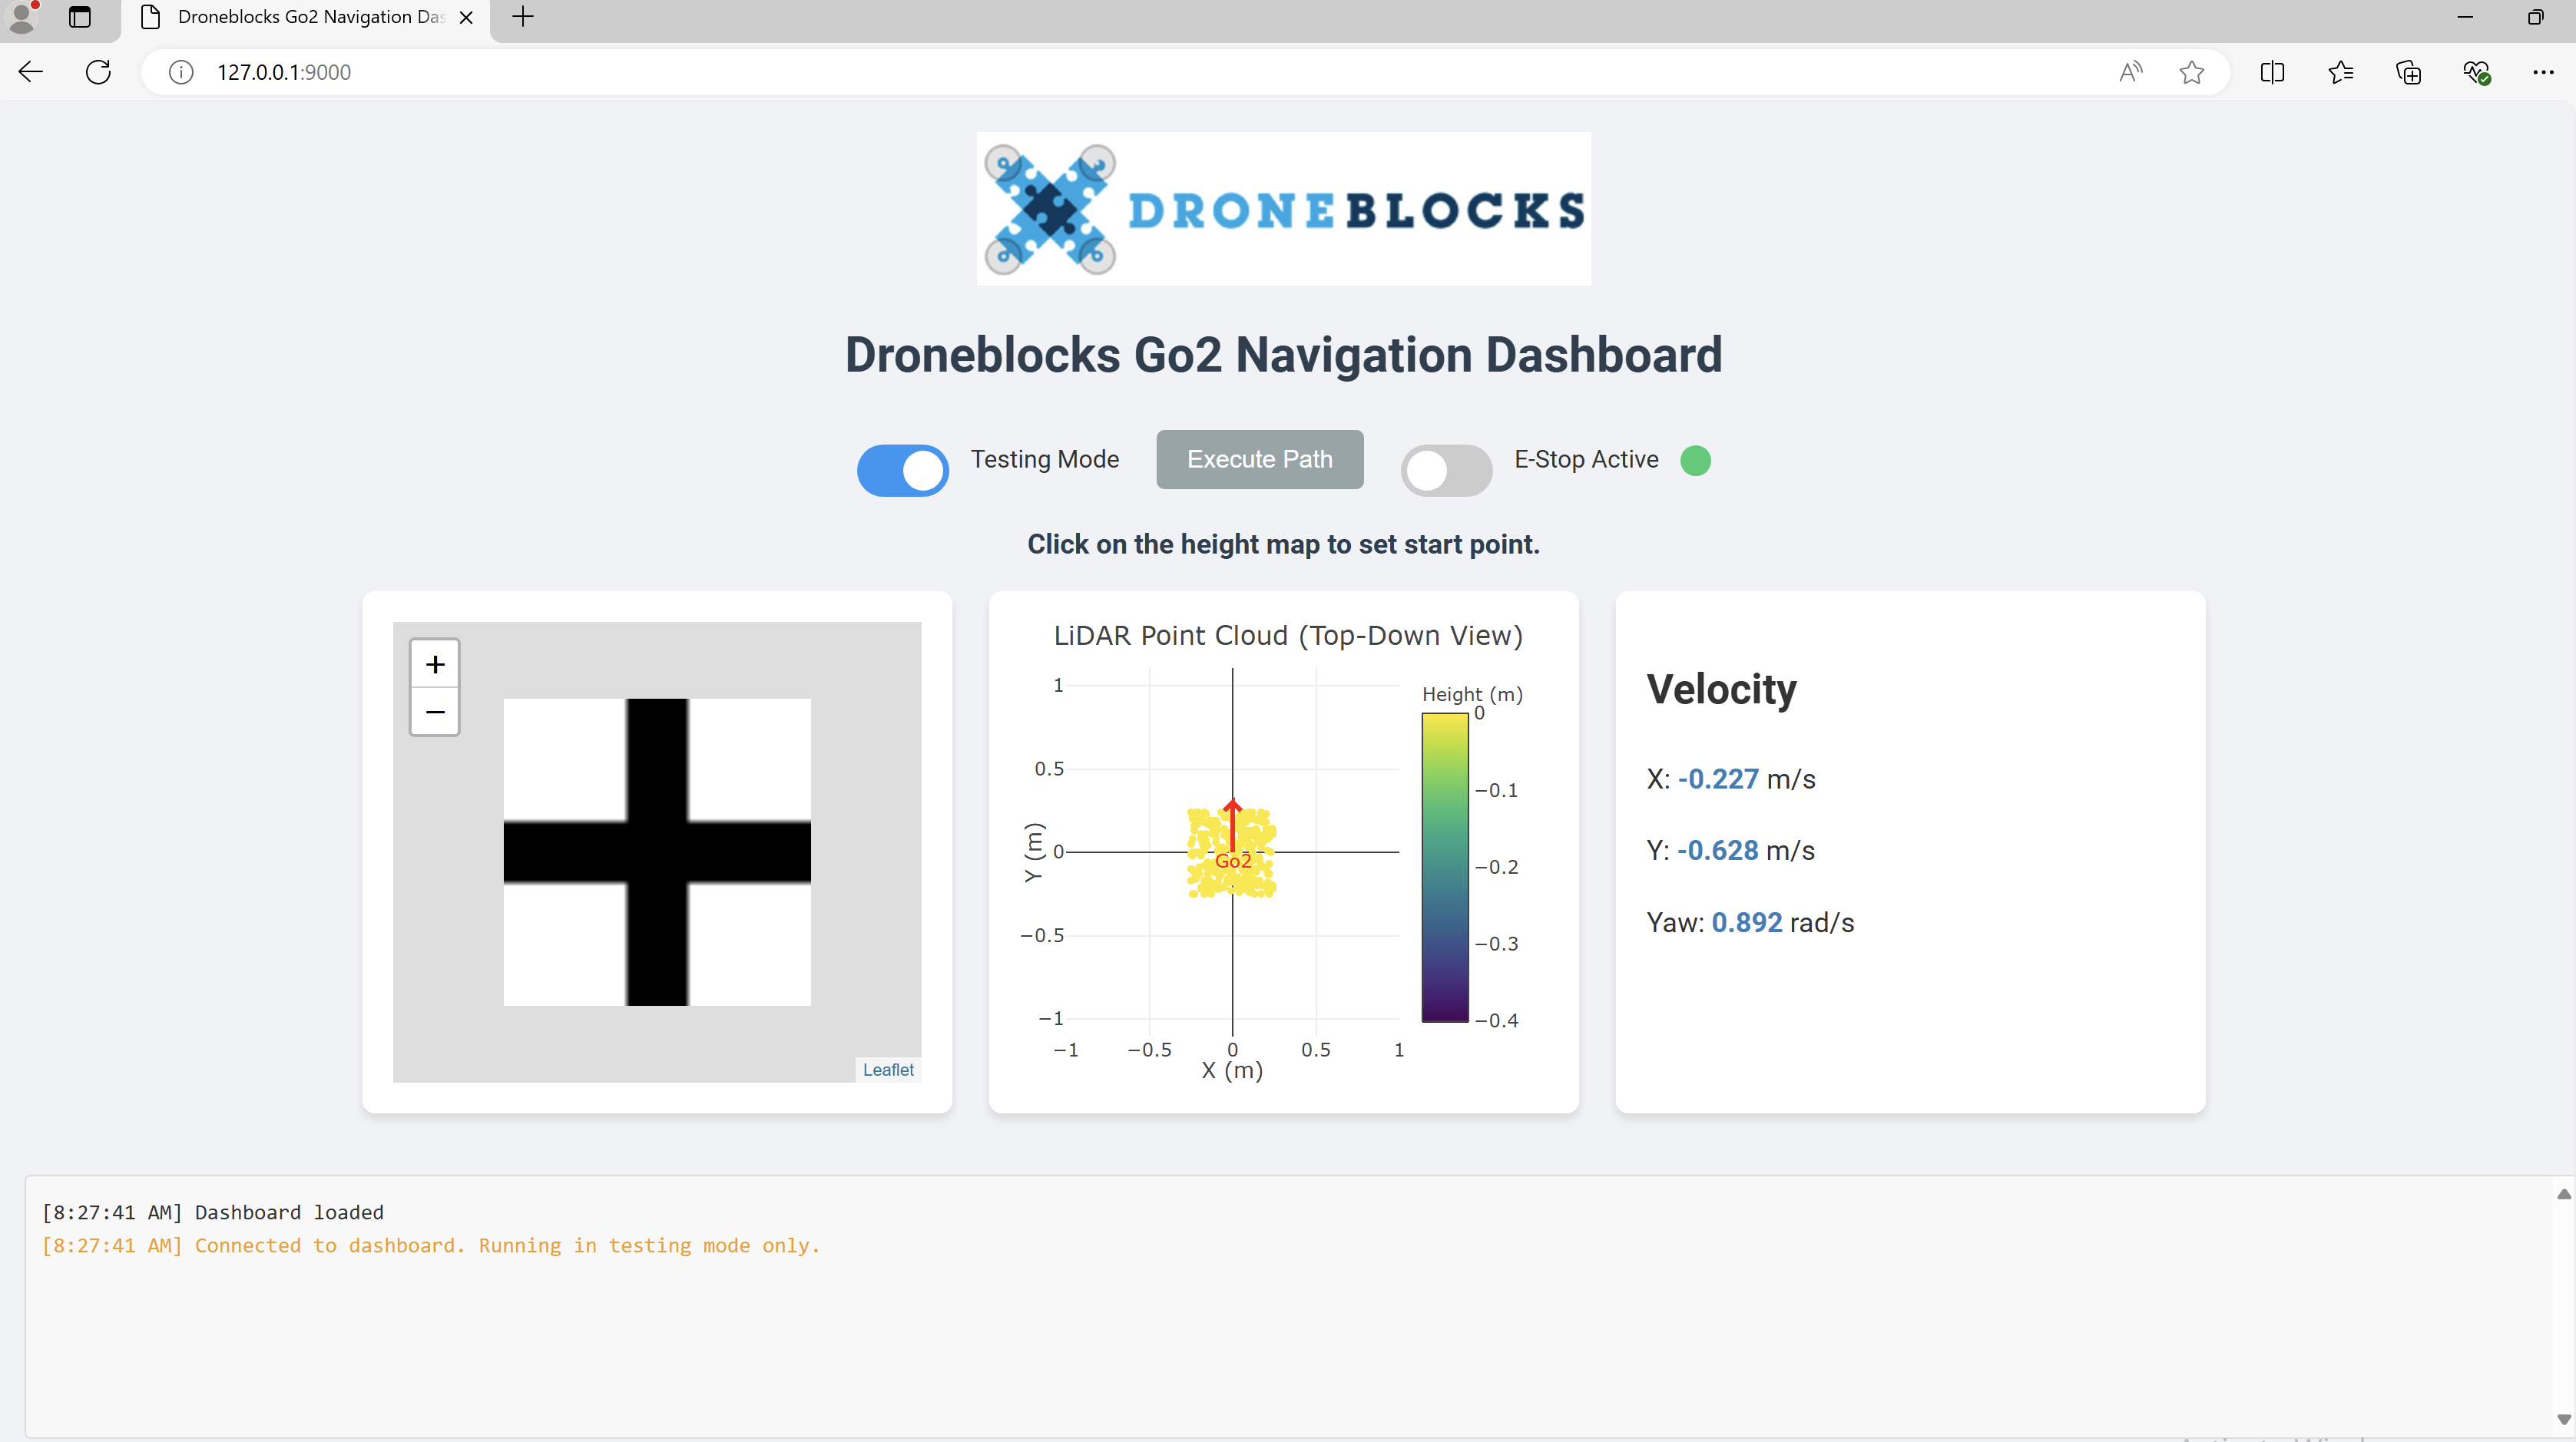 Droneblocks Go2 Navigation Das
127.0.0.1:9000
DRONEBLOCKS
Droneblocks Go2 Navigation Dashboard
Testing Mode
Execute Path
E-Stop Active
Click on the height map to set start point.
+
−
Leaflet
LiDAR Point Cloud (Top-Down View)
1
0.5
0
−0.5
−1
Y (m)
Go2
−1
−0.5
0
0.5
1
X (m)
Height (m)
0
−0.1
−0.2
−0.3
−0.4
Velocity
X: -0.227 m/s
Y: -0.628 m/s
Yaw: 0.892 rad/s
[8:27:41 AM] Dashboard loaded
[8:27:41 AM] Connected to dashboard. Running in testing mode only.